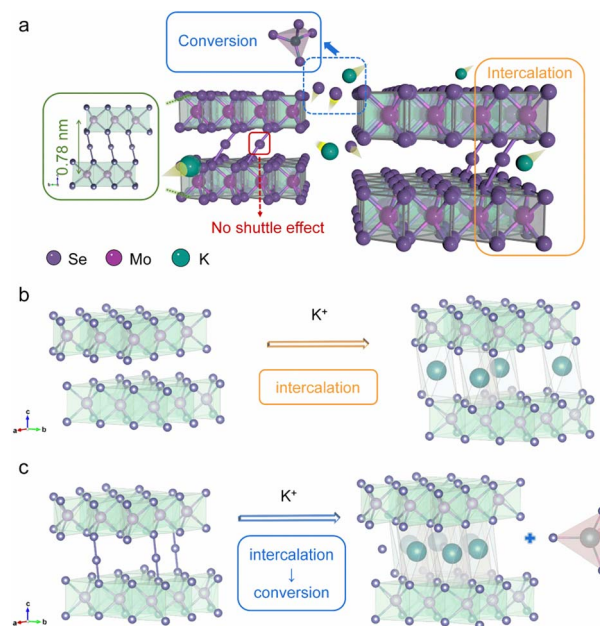 a
Conversion
Intercalation
0.78 nm
No shuttle effect
Se
Mo
K
b
K⁺
intercalation
c
a
b
c
K⁺
intercalation
↓
conversion
c
a
b